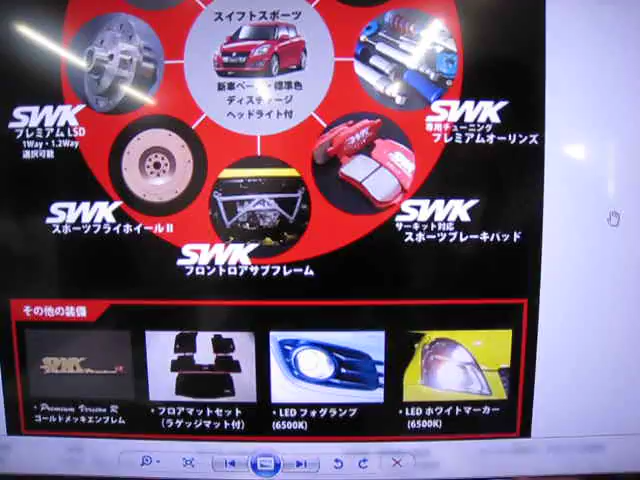 スイフトスポーツ
新車ベース・標準色
ディスチャージ
ヘッドライト付
SWK
プレミアム LSD
1Way・1.2Way
選択可能
SWK
専用チューニング
プレミアムオーリンズ
SWK
SWK
スポーツフライホイールⅡ
SWK
サーキット対応
スポーツブレーキパッド
SWK
フロントロアサブフレーム
その他の装備
SWK
・Premium Version R
ゴールドメッキエンブレム
・フロアマットセット
(ラゲッジマット付)
・LED フォグランプ
(6500K)
・LED ホワイトマーカー
(6500K)